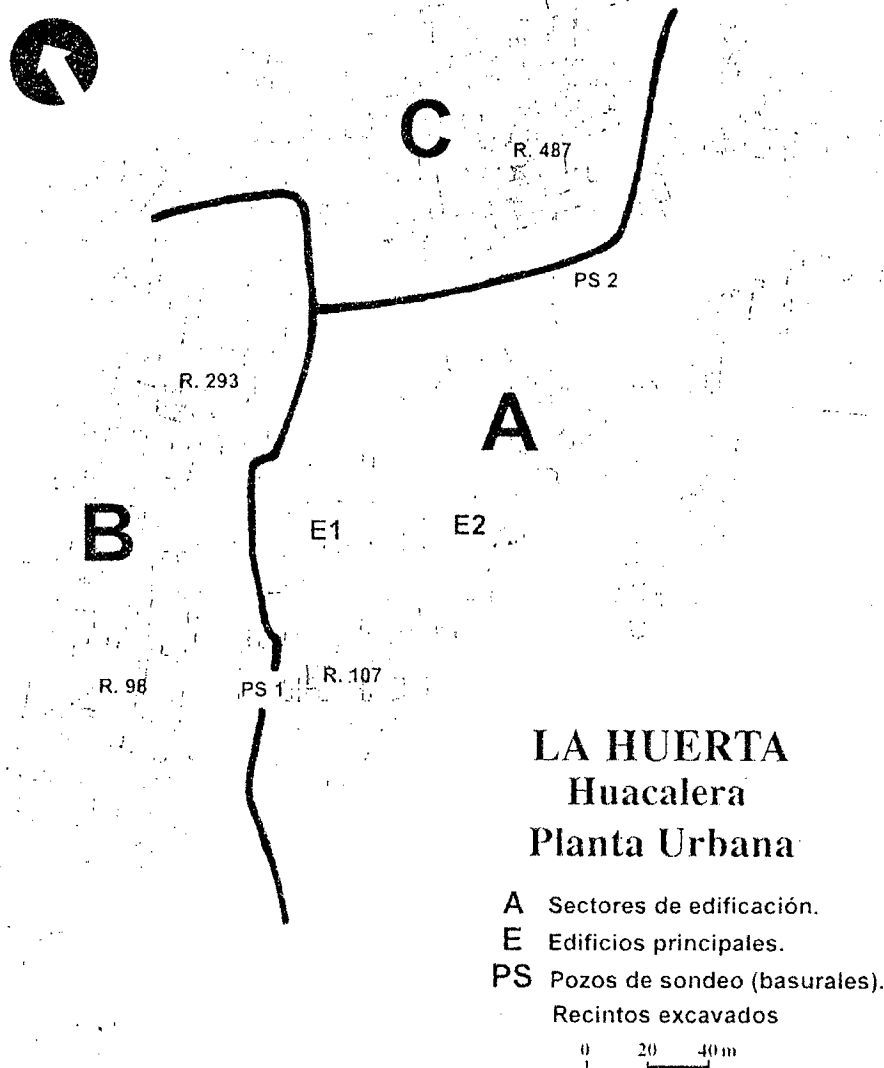 C
R. 487
PS 2
R. 293
A
B
E1
E2
R. 98
PS 1
R. 107
LA HUERTA
Huacalera
Planta Urbana
A Sectores de edificación.
E Edificios principales.
PS Pozos de sondeo (basurales).
Recintos excavados
0 20 40 m